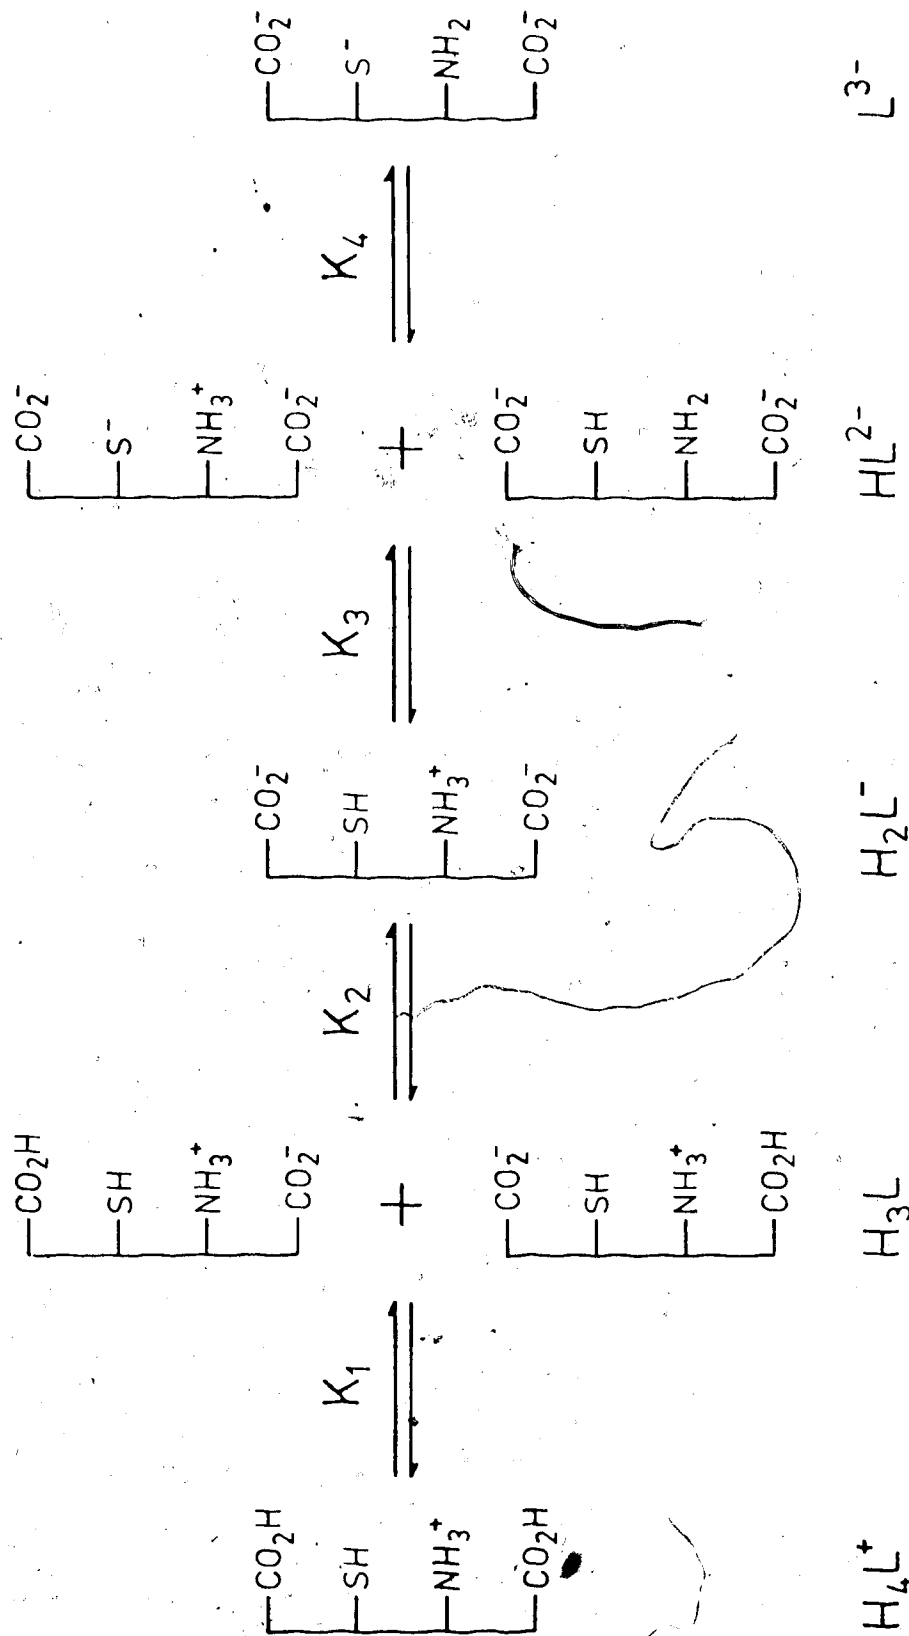 CO₂H
SH
NH₃⁺
CO₂H
H₄L⁺
K₁
CO₂H
SH
NH₃⁺
CO₂⁻
+
CO₂⁻
SH
NH₃⁺
CO₂H
H₃L
K₂
CO₂⁻
SH
NH₃⁺
CO₂⁻
H₂L⁻
K₃
CO₂⁻
S⁻
NH₃⁺
CO₂⁻
+
CO₂⁻
SH
NH₂
CO₂⁻
HL²⁻
K₄
CO₂⁻
S⁻
NH₂
CO₂⁻
L³⁻